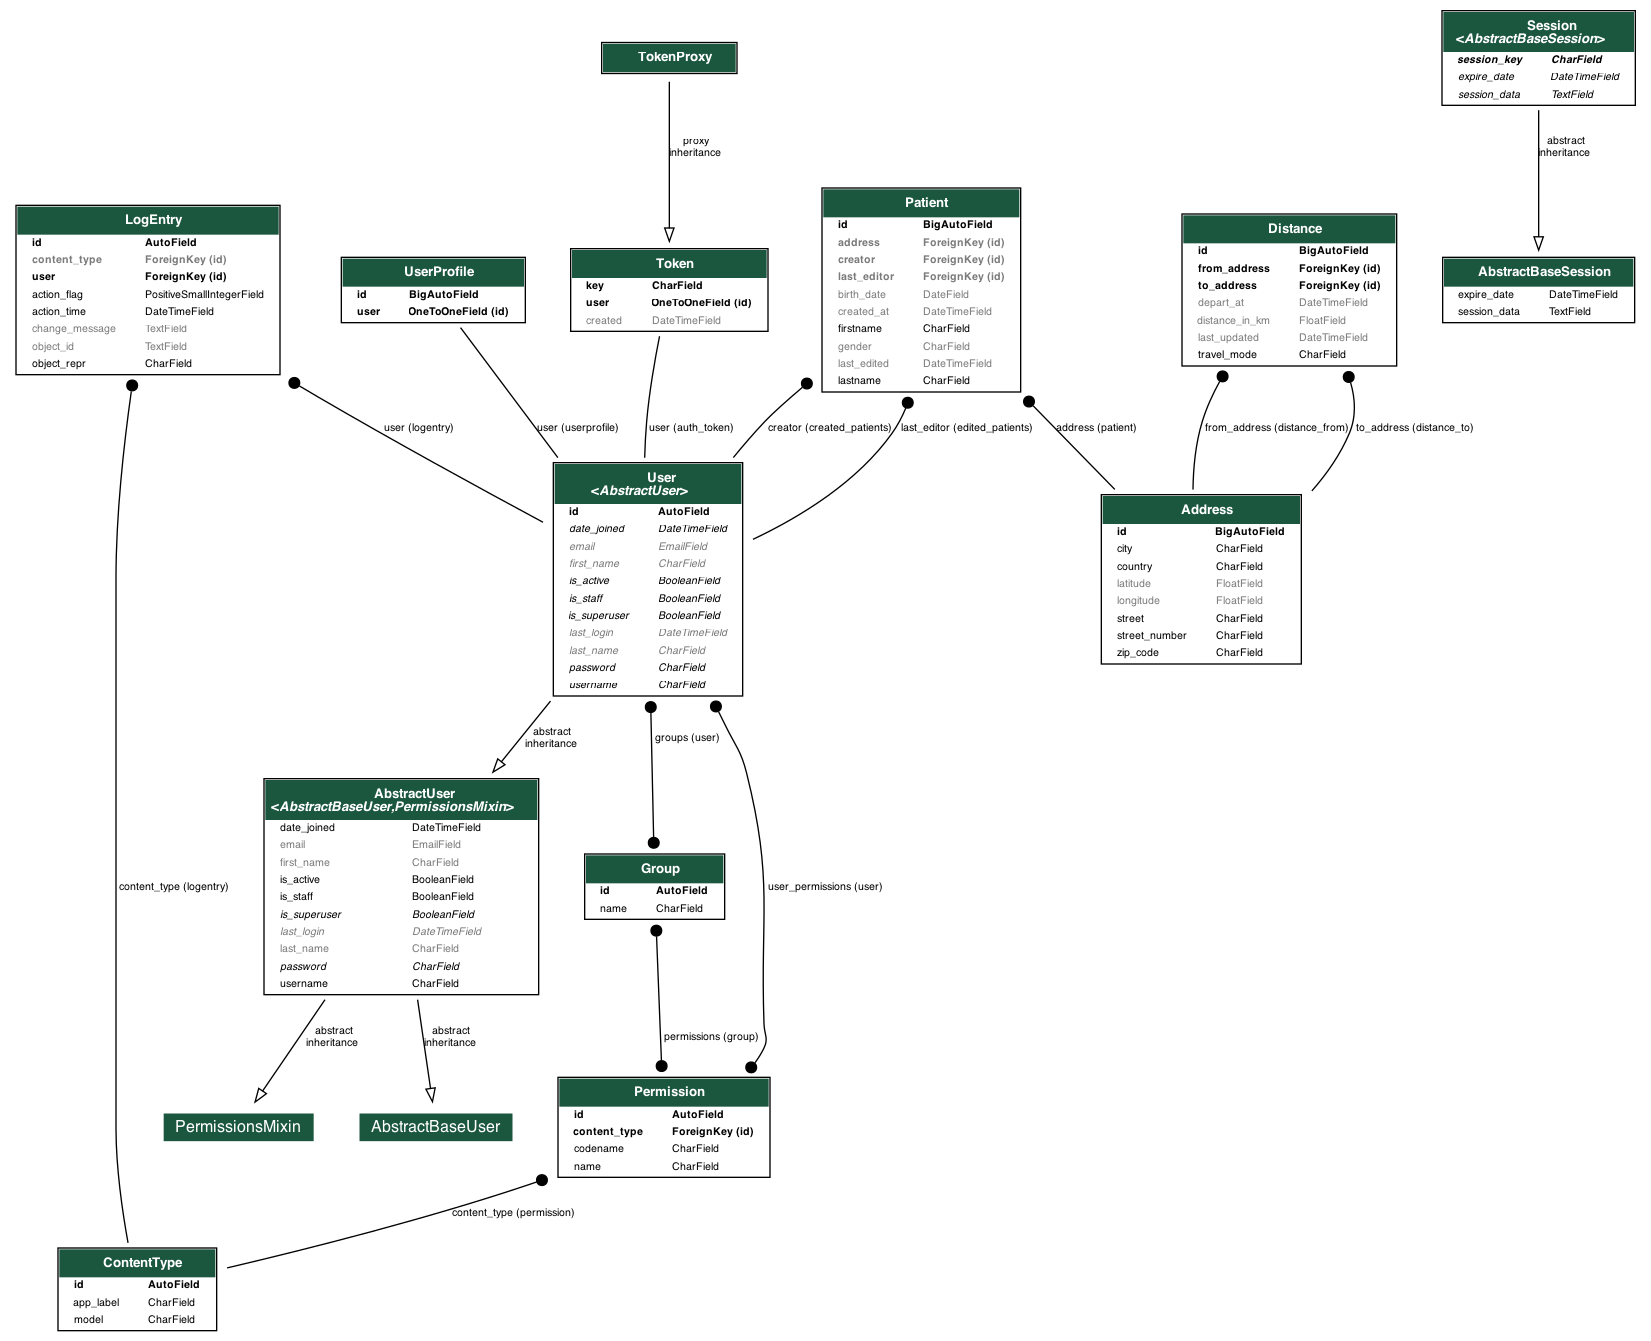 Session
<AbstractBaseSession>
session_key CharField
expire_date DateTimeField
session_data TextField
TokenProxy
proxy
inheritance
abstract
inheritance
LogEntry
id AutoField
content_type ForeignKey (id)
user ForeignKey (id)
action_flag PositiveSmallIntegerField
action_time DateTimeField
change_message TextField
object_id TextField
object_repr CharField
UserProfile
id BigAutoField
user OneToOneField (id)
Token
key CharField
user OneToOneField (id)
created DateTimeField
Patient
id BigAutoField
address ForeignKey (id)
creator ForeignKey (id)
last_editor ForeignKey (id)
birth_date DateField
created_at DateTimeField
firstname CharField
gender CharField
last_edited DateTimeField
lastname CharField
Distance
id BigAutoField
from_address ForeignKey (id)
to_address ForeignKey (id)
depart_at DateTimeField
distance_in_km FloatField
last_updated DateTimeField
travel_mode CharField
AbstractBaseSession
expire_date DateTimeField
session_data TextField
user (logentry)
user (userprofile)
user (auth_token)
creator (created_patients)
last_editor (edited_patients)
address (patient)
from_address (distance_from)
to_address (distance_to)
User
<AbstractUser>
id AutoField
date_joined DateTimeField
email EmailField
first_name CharField
is_active BooleanField
is_staff BooleanField
is_superuser BooleanField
last_login DateTimeField
last_name CharField
password CharField
username CharField
Address
id BigAutoField
city CharField
country CharField
latitude FloatField
longitude FloatField
street CharField
street_number CharField
zip_code CharField
abstract
inheritance
groups (user)
AbstractUser
<AbstractBaseUser,PermissionsMixin>
date_joined DateTimeField
email EmailField
first_name CharField
is_active BooleanField
is_staff BooleanField
is_superuser BooleanField
last_login DateTimeField
last_name CharField
password CharField
username CharField
Group
id AutoField
name CharField
content_type (logentry)
user_permissions (user)
abstract
inheritance
abstract
inheritance
permissions (group)
PermissionsMixin
AbstractBaseUser
Permission
id AutoField
content_type ForeignKey (id)
codename CharField
name CharField
content_type (permission)
ContentType
id AutoField
app_label CharField
model CharField